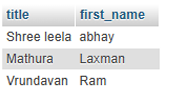 title first_name
Shree leela abhay
Mathura Laxman
Vrundavan Ram